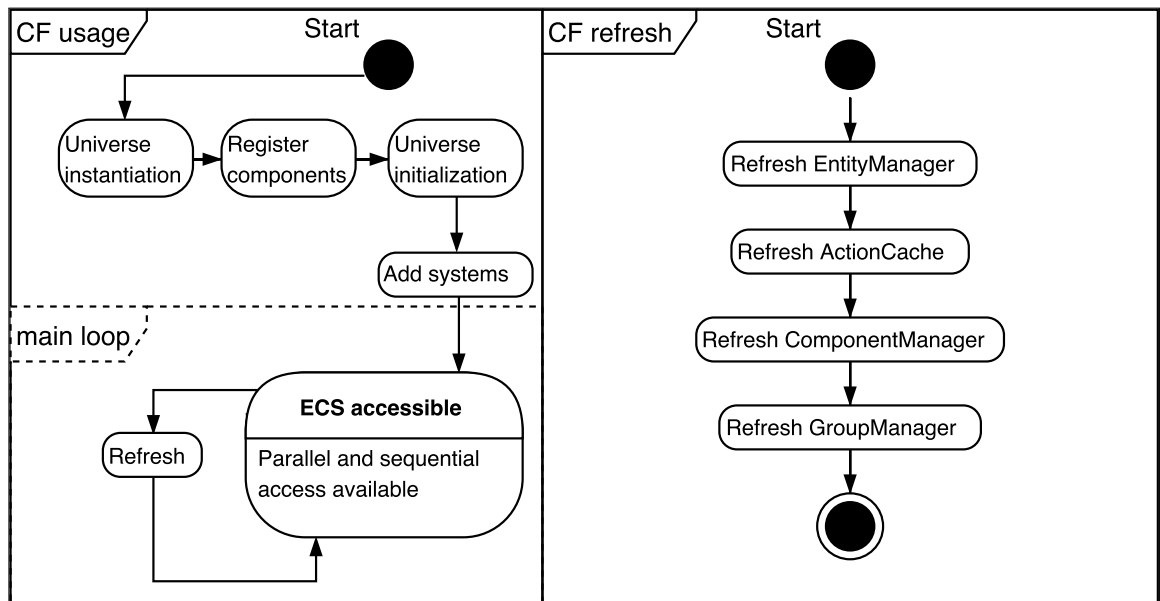 CF usage
Start
Universe
instantiation
Register
components
Universe
initialization
Add systems
main loop
ECS accessible
Parallel and sequential
access available
Refresh
CF refresh
Start
Refresh EntityManager
Refresh ActionCache
Refresh ComponentManager
Refresh GroupManager